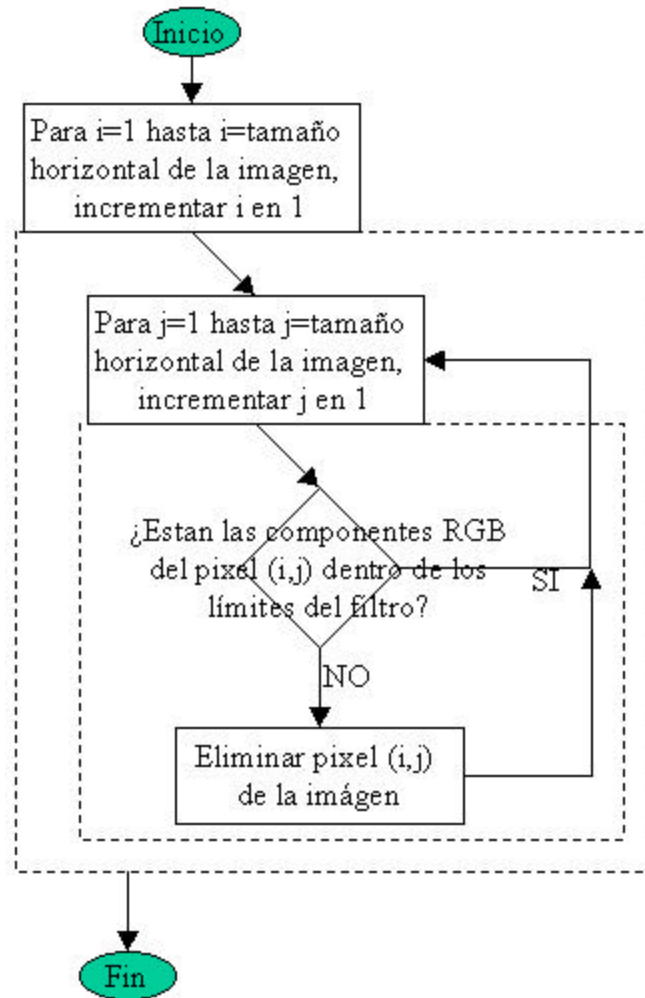 Inicio
Para i=1 hasta i=tamaño
horizontal de la imagen,
incrementar i en 1
Para j=1 hasta j=tamaño
horizontal de la imagen,
incrementar j en 1
¿Estan las componentes RGB
del pixel (i,j) dentro de los
límites del filtro?
SI
NO
Eliminar pixel (i,j)
de la imágen
Fin